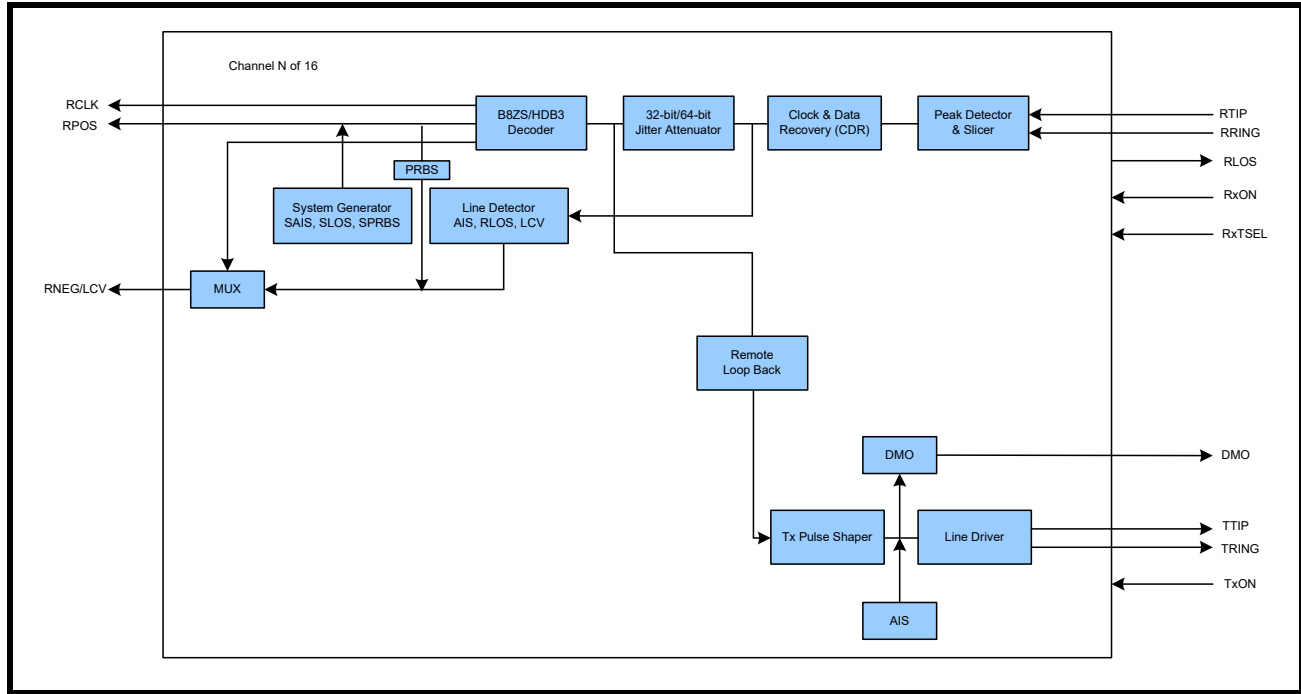 Channel N of 16
RCLK
RPOS
B8ZS/HDB3
Decoder
32-bit/64-bit
Jitter Attenuator
Clock & Data
Recovery (CDR)
Peak Detector
& Slicer
RTIP
RRING
RLOS
PRBS
System Generator
SAIS, SLOS, SPRBS
Line Detector
AIS, RLOS, LCV
RxON
RxTSEL
RNEG/LCV
MUX
Remote
Loop Back
DMO
DMO
Tx Pulse Shaper
Line Driver
TTIP
TRING
TxON
AIS